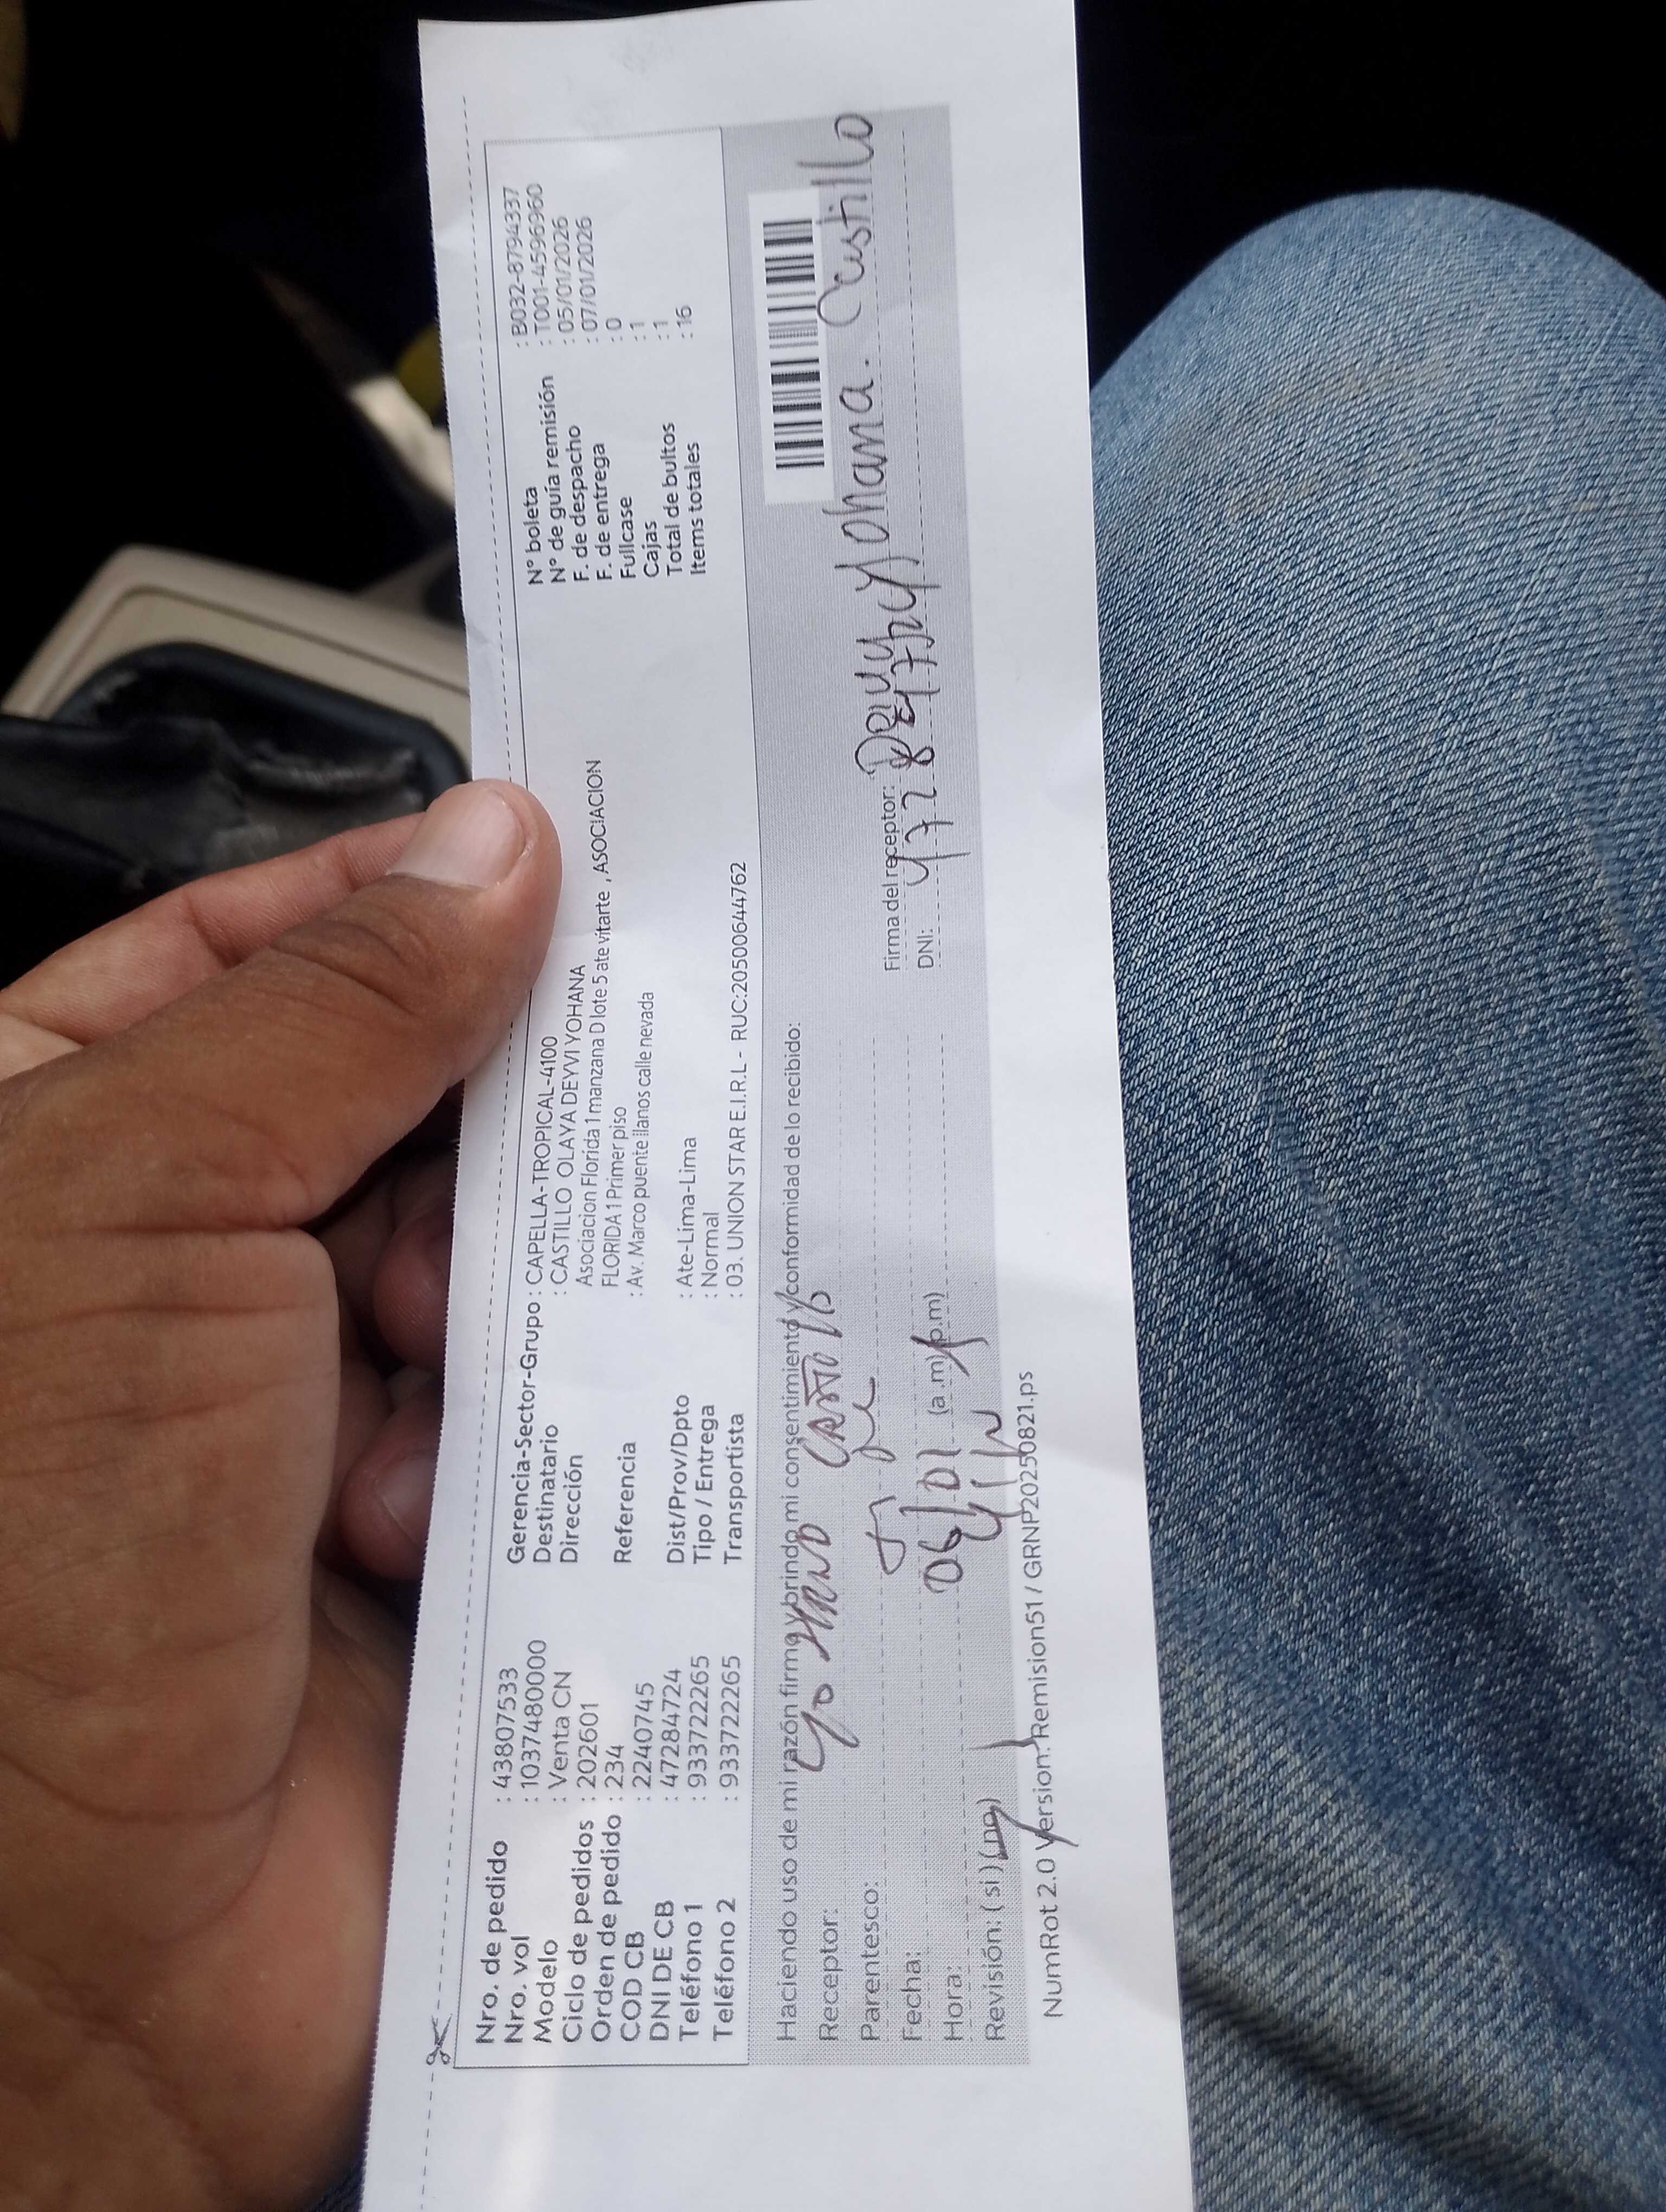 Nro. de pedido : 43807533
Nro. vol : 1037480000
Modelo : Venta CN
Ciclo de pedidos : 202601
Orden de pedido : 234
COD CB : 2240745
DNI DE CB : 47284724
Teléfono 1 : 933722265
Teléfono 2 : 933722265
Gerencia-Sector-Grupo : CAPELLA-TROPICAL-4100
Destinatario : CASTILLO OLAYA DEYVI YOHANA
Dirección Asociacion Florida 1 manzana D lote 5 ate vitarte , ASOCIACION
FLORIDA 1 Primer piso
Referencia : Av. Marco puente llanos calle nevada
Dist/Prov/Dpto : Ate-Lima-Lima
Tipo / Entrega : Normal
Transportista : 03. UNION STAR E.I.R.L - RUC:20500644762
N° boleta : B032-8794337
N° de guía remisión : T001-4596960
F. de despacho : 05/01/2026
F. de entrega : 07/01/2026
Fullcase : 0
Cajas : 1
Total de bultos : 1
Items totales : 16
Haciendo uso de mi razón firma y brindo mi consentimiento y conformidad de lo recibido:
Receptor:
Parentesco:
Fecha: 06/01
Hora: (a.m) (p.m)
Revisión: ( si ) ( no )
Firma del receptor: Yohana. Castillo
DNI:
NumRot 2.0 Version: Remision51 / GRNP20250821.ps